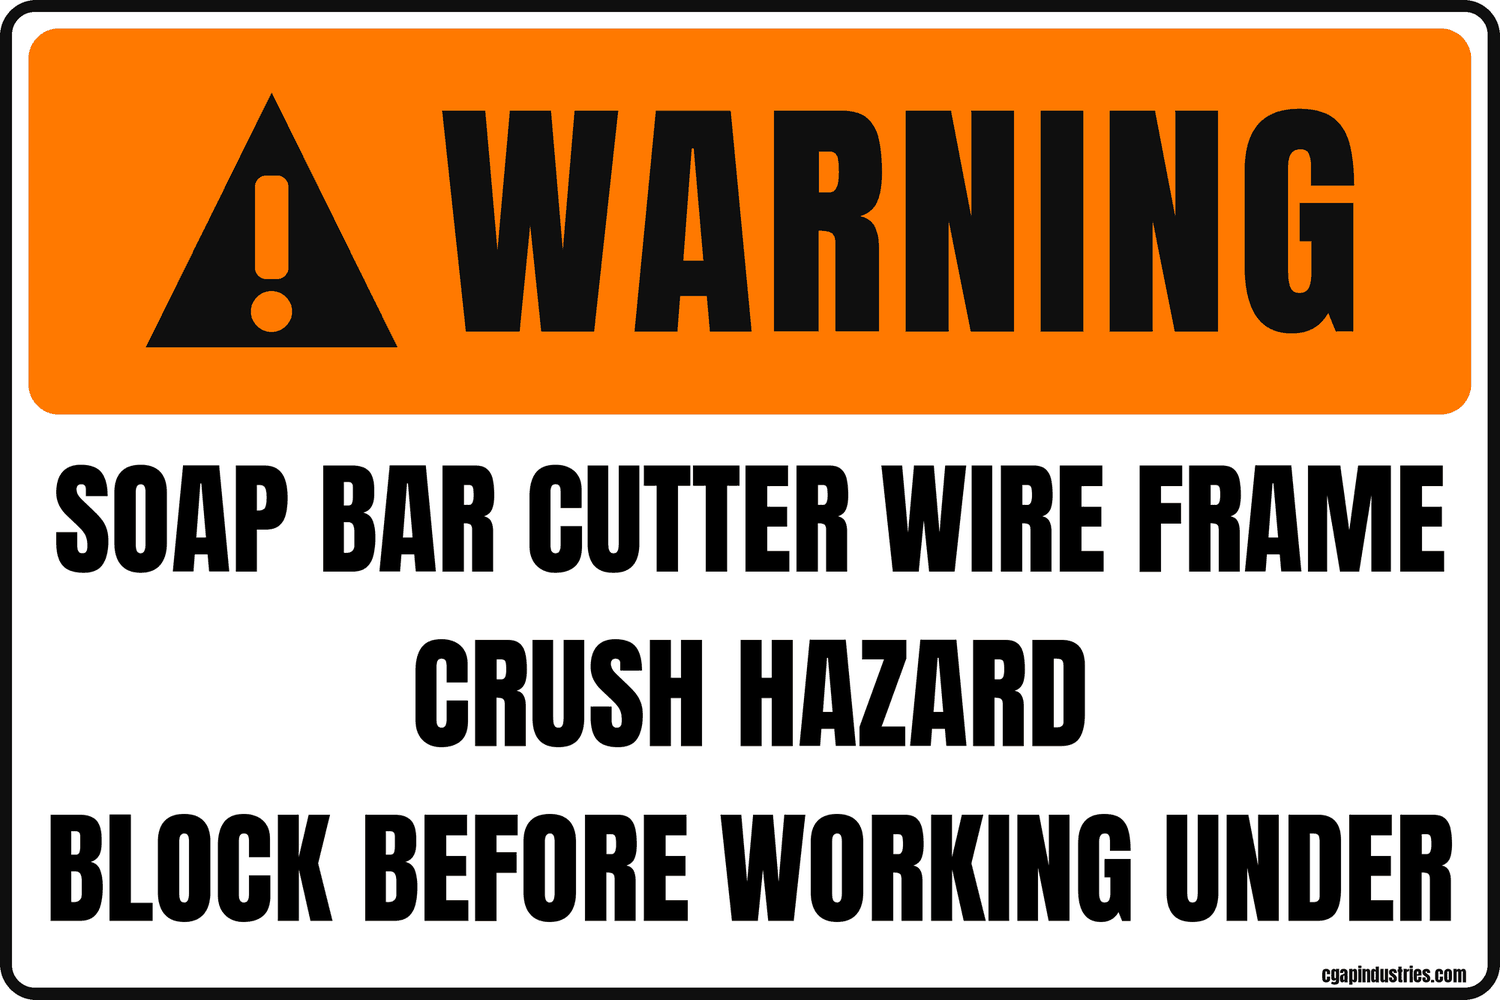 WARNING
SOAP BAR CUTTER WIRE FRAME
CRUSH HAZARD
BLOCK BEFORE WORKING UNDER
cgapindustries.com